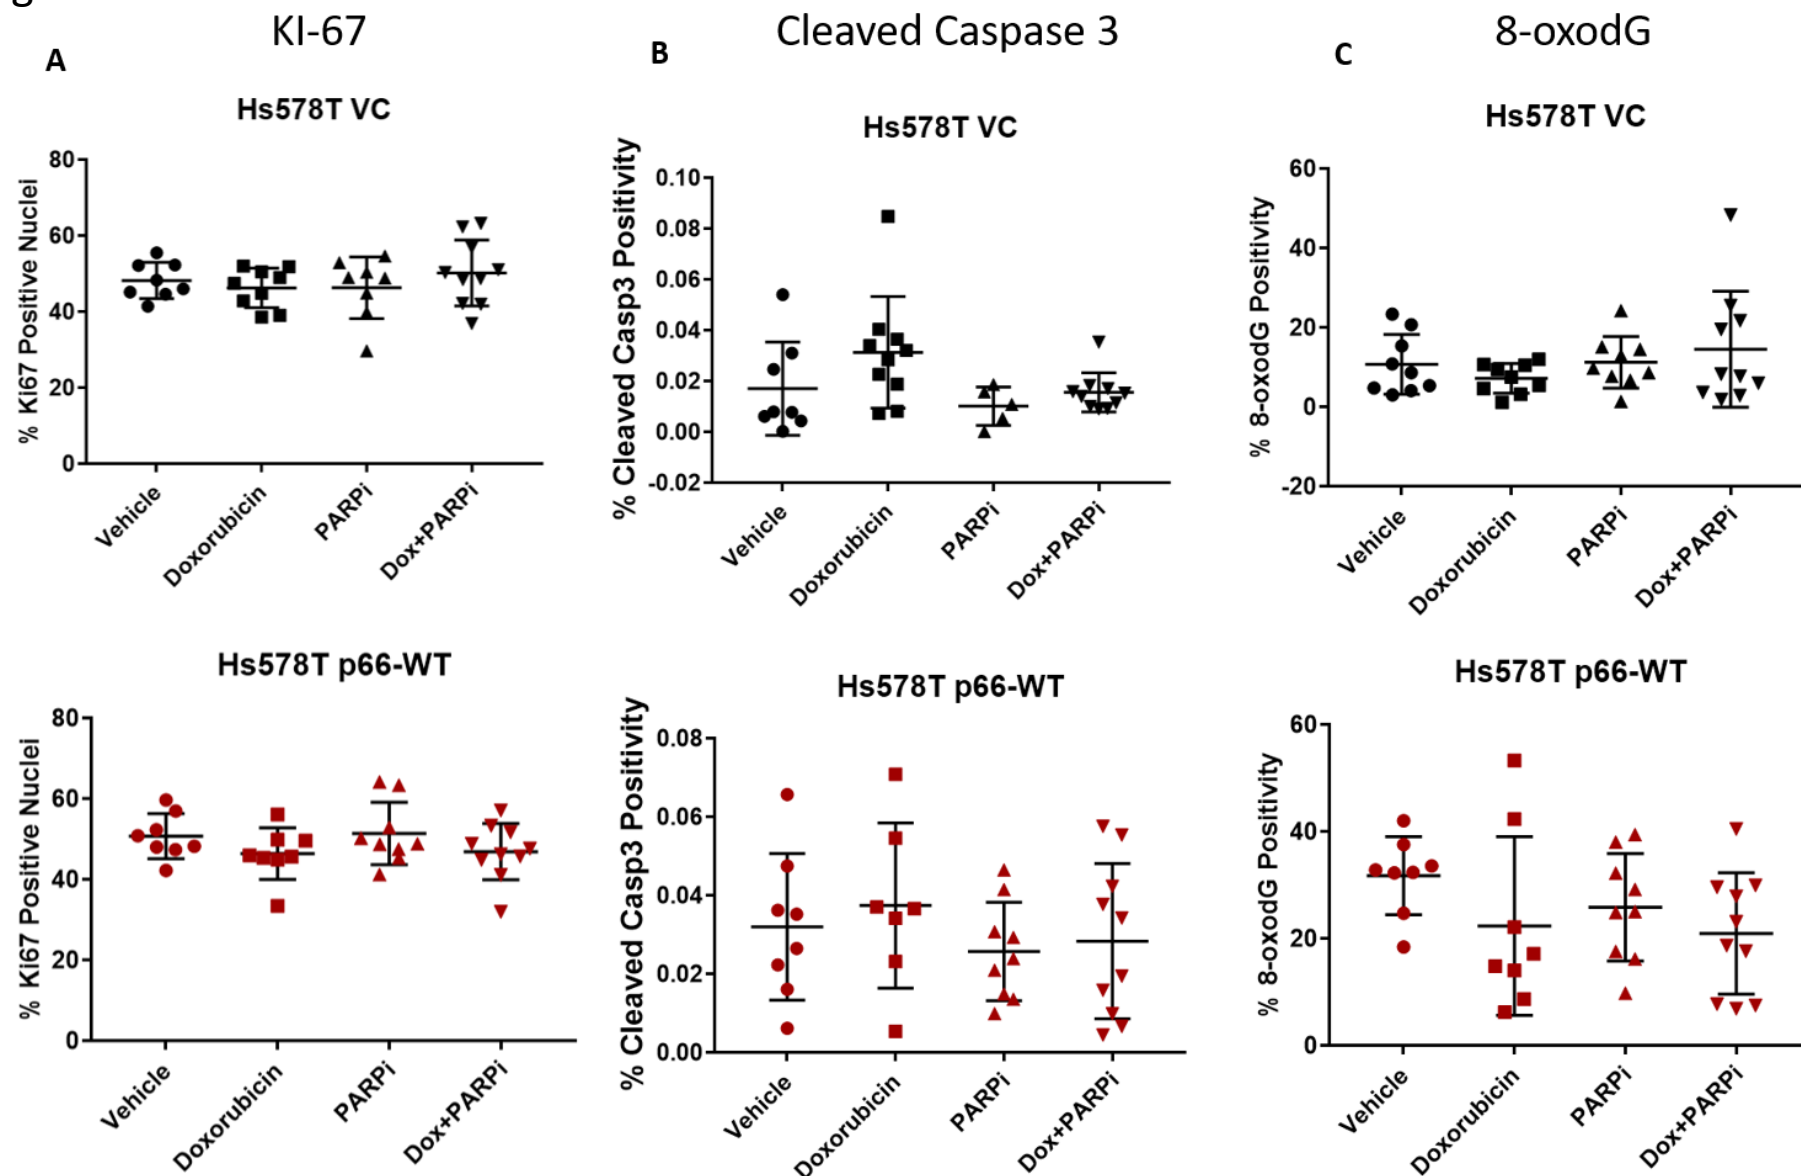 KI-67
Cleaved Caspase 3
8-oxodG
A
B
C
Hs578T VC
% Ki67 Positive Nuclei
80
60
40
20
0
Vehicle
Doxorubicin
PARPi
Dox+PARPi
Hs578T VC
% Cleaved Casp3 Positivity
0.10
0.08
0.06
0.04
0.02
0.00
-0.02
Vehicle
Doxorubicin
PARPi
Dox+PARPi
Hs578T VC
% 8-oxodG Positivity
60
40
20
0
-20
Vehicle
Doxorubicin
PARPi
Dox+PARPi
Hs578T p66-WT
% Ki67 Positive Nuclei
80
60
40
20
0
Vehicle
Doxorubicin
PARPi
Dox+PARPi
Hs578T p66-WT
% Cleaved Casp3 Positivity
0.08
0.06
0.04
0.02
0.00
Vehicle
Doxorubicin
PARPi
Dox+PARPi
Hs578T p66-WT
% 8-oxodG Positivity
60
40
20
0
Vehicle
Doxorubicin
PARPi
Dox+PARPi